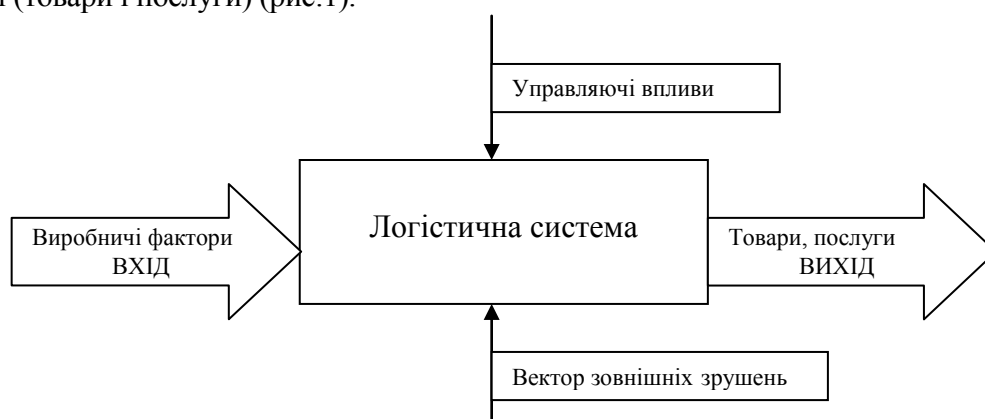 (товари і послуги) (рис.1).
Управляючі впливи
Логістична система
Виробничі фактори
ВХІД
Товари, послуги
ВИХІД
Вектор зовнішніх зрушень